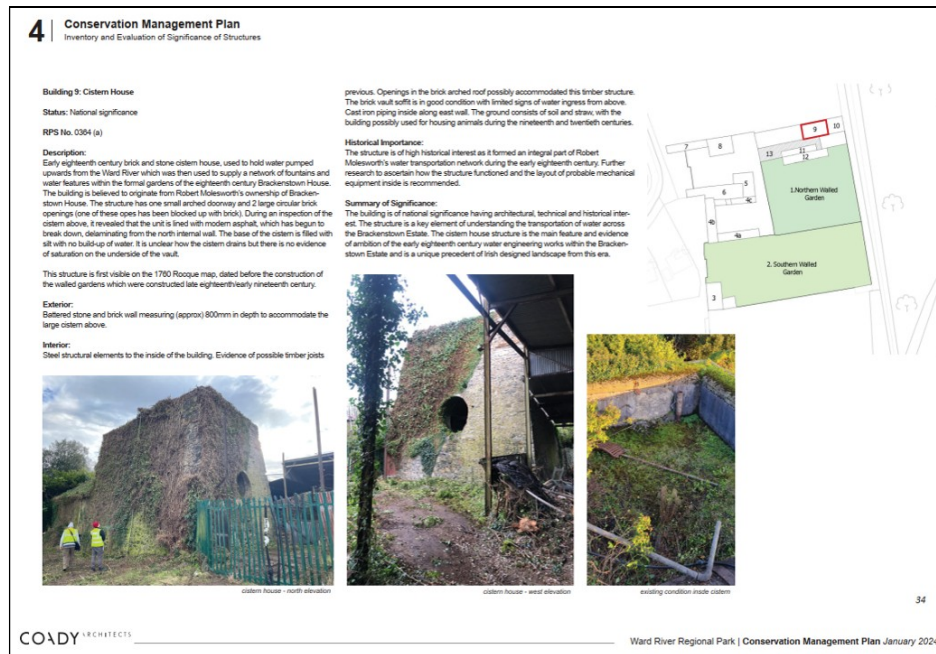 4
Conservation Management Plan
Inventory and Evaluation of Significance of Structures
Building 9: Cistern House
Status: National significance
RPS No. 0364 (a)
Description:
Early eighteenth century brick and stone cistern house, used to hold water pumped
upwards from the Ward River which was then used to supply a network of fountains and
water features within the formal gardens of the eighteenth century Brackenstown House.
The building is believed to originate from Robert Molesworth's ownership of Bracken-
stown House. The structure has one small arched doorway and 2 large circular brick
openings (one of these opes has been blocked up with brick). During an inspection of the
cistern above, it revealed that the unit is lined with modern asphalt, which has begun to
break down, delaminating from the north internal wall. The base of the cistern is filled with
silt with no build-up of water. It is unclear how the cistern drains but there is no evidence
of saturation on the underside of the vault.
This structure is first visible on the 1760 Rocque map, dated before the construction of
the walled gardens which were constructed late eighteenth/early nineteenth century.
Exterior:
Battered stone and brick wall measuring (approx) 800mm in depth to accommodate the
large cistern above.
Interior:
Steel structural elements to the inside of the building. Evidence of possible timber joists
previous. Openings in the brick arched roof possibly accommodated this timber structure.
The brick vault soffit is in good condition with limited signs of water ingress from above.
Cast iron piping inside along east wall. The ground consists of soil and straw, with the
building possibly used for housing animals during the nineteenth and twentieth centuries.
Historical Importance:
The structure is of high historical interest as it formed an integral part of Robert
Molesworth's water transportation network during the early eighteenth century. Further
research to ascertain how the structure functioned and the layout of probable mechanical
equipment inside is recommended.
Summary of Significance:
The building is of national significance having architectural, technical and historical inter-
est. The structure is a key element of understanding the transportation of water across
the Brackenstown Estate. The cistern house structure is the main feature and evidence
of ambition of the early eighteenth century water engineering works within the Bracken-
stown Estate and is a unique precedent of Irish designed landscape from this era.
7
8
9
10
13
11
12
5
6
4c
1.Northern Walled
Garden
4b
4a
2. Southern Walled
Garden
3
cistern house - north elevation
cistern house - west elevation
existing condition insde cistern
34
COADY ARCHITECTS
Ward River Regional Park | Conservation Management Plan January 2024